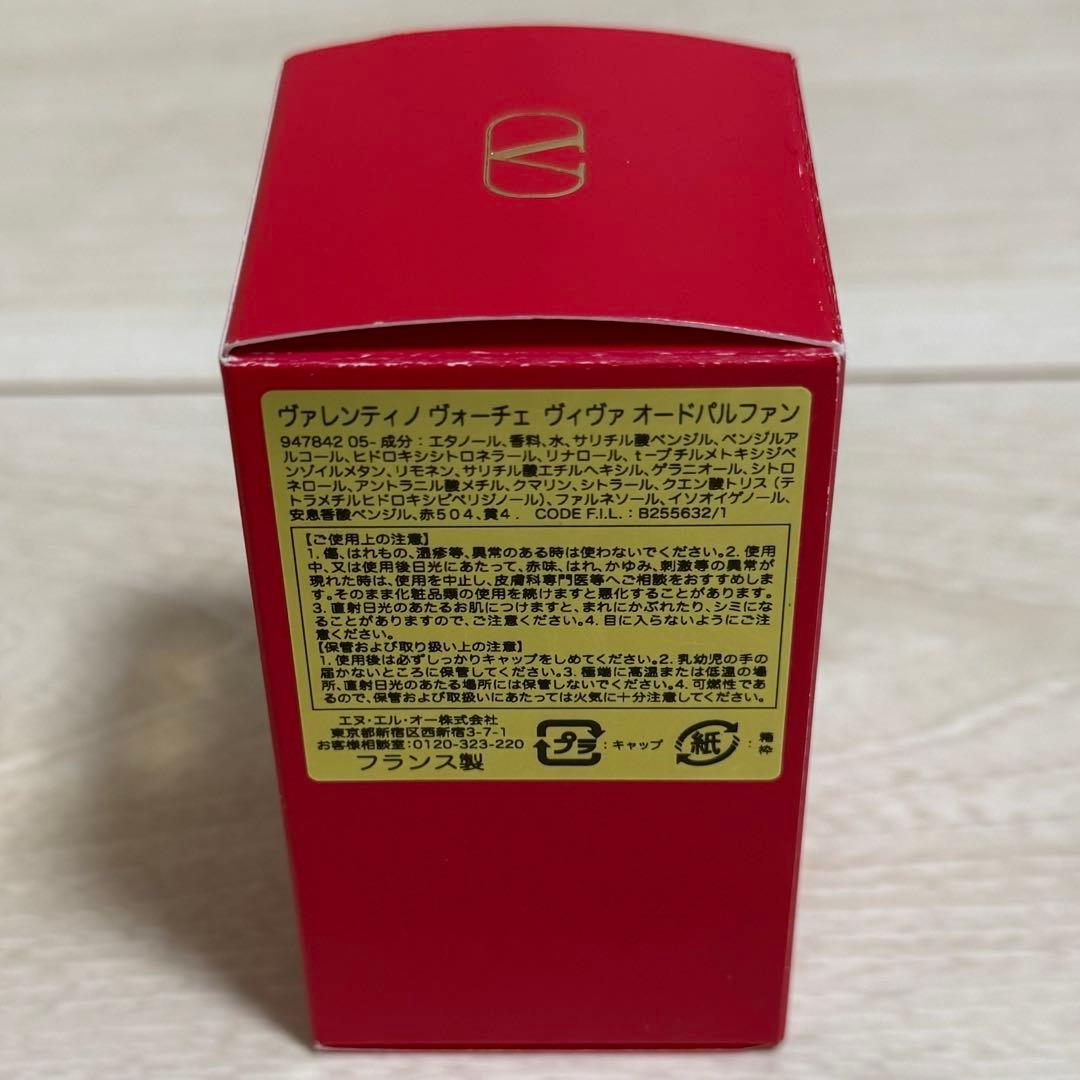 V
ヴァレンティノ ヴォーチェ ヴィヴァ オードパルファン
947842 05- 成分：エタノール、香料、水、サリチル酸ベンジル、ベンジルア
ルコール、ヒドロキシシトロネラール、リナロール、t－ブチルメトキシジベ
ンゾイルメタン、リモネン、サリチル酸エチルヘキシル、ゲラニオール、シトロ
ネロール、アントラニル酸メチル、クマリン、シトラール、クエン酸トリス（テ
トラメチルヒドロキシピペリジノール）、ファルネソール、イソオイゲノール、
安息香酸ベンジル、赤504、黄4． CODE F.I.L. : B255632/1
【ご使用上の注意】
1. 傷、はれもの、湿疹等、異常のある時は使わないでください。2. 使用
中、又は使用後日光にあたって、赤味、はれ、かゆみ、刺激等の異常が
現れた時は、使用を中止し、皮膚科専門医等へご相談をおすすめしま
す。そのまま化粧品類の使用を続けますと悪化することがあります。
3. 直射日光のあたるお肌につけますと、まれにかぶれたり、シミにな
ることがありますので、ご注意ください。4. 目に入らないようにご注
意ください。
【保管および取り扱い上の注意】
1. 使用後は必ずしっかりキャップをしめてください。2. 乳幼児の手の
届かないところに保管してください。3. 極端に高温または低温の場
所、直射日光のあたる場所には保管しないでください。4. 可燃性であ
るので、保管および取扱いにあたっては火気に十分注意してください。
エヌ・エル・オー株式会社
東京都新宿区西新宿3-7-1
お客様相談室:0120-323-220
フランス製
プラ : キャップ
紙 : 箱
枠